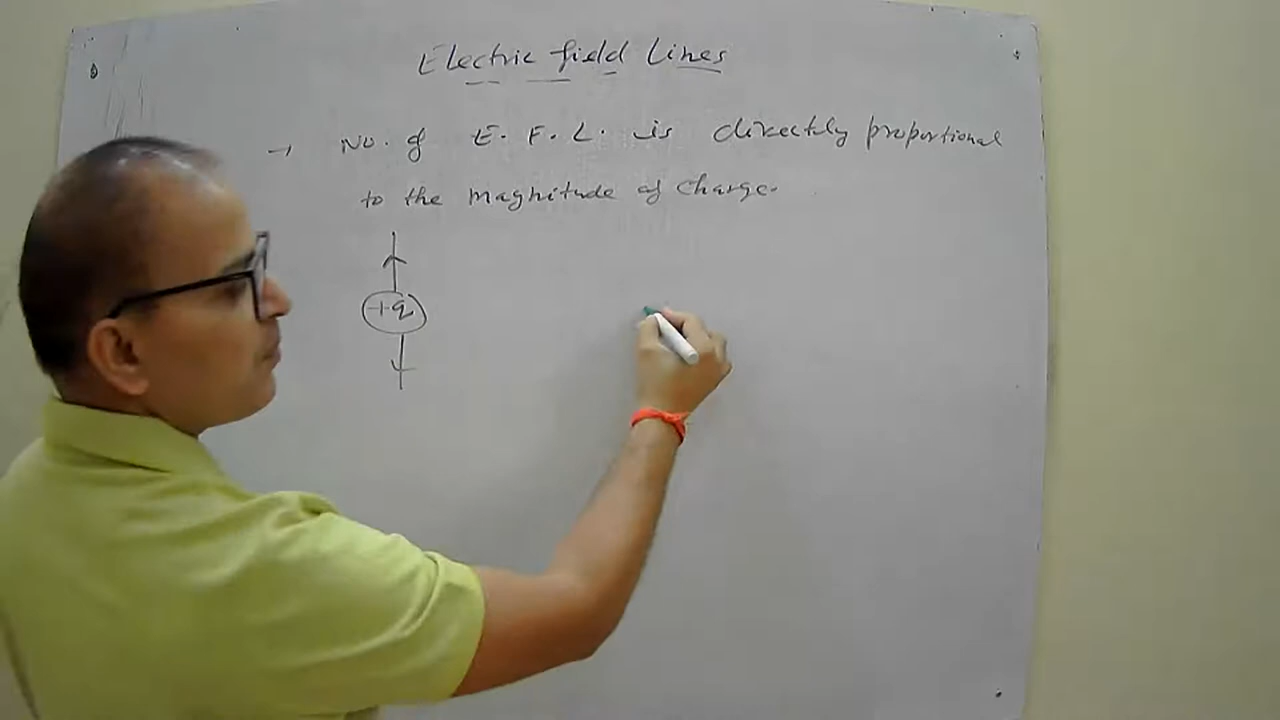 Electric field Lines
→ No. of E. F. L. is directly proportional
to the magnitude of charge.
+q